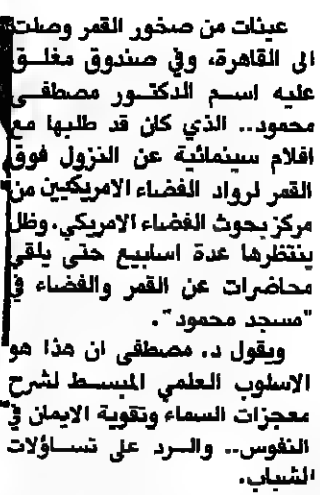 عينات من صخور القمر وصلت
الى القاهرة، وفي صندوق مغلق
عليه اسم الدكتور مصطفى
محمود.. الذي كان قد طلبها مع
افلام سينمائية عن النزول فوق
القمر لرواد الفضاء الامريكيين من
مركز بحوث الفضاء الامريكي. وظل
ينتظرها عدة اسابيع حتى يلقي
محاضرات عن القمر والفضاء في
"مسجد محمود".
ويقول د. مصطفى ان هذا هو
الاسلوب العلمي المبسط لشرح
معجزات السماء وتقوية الايمان في
النفوس.. والرد على تساؤلات
الشباب.